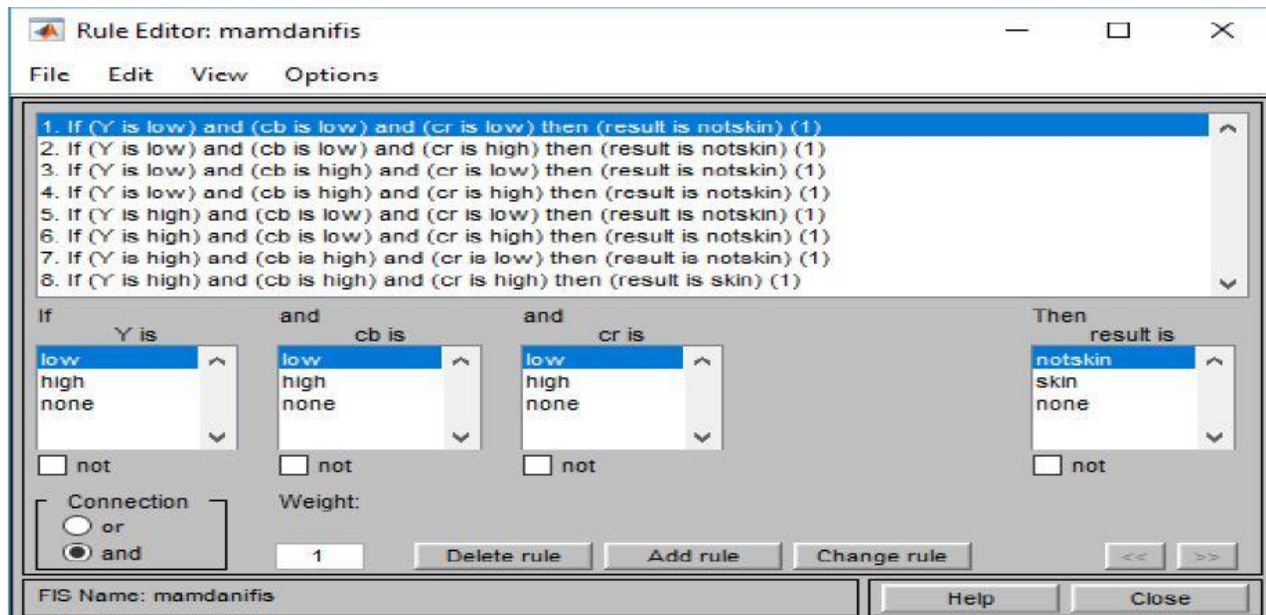 Rule Editor: mamdanifis
File Edit View Options
1. If (Y is low) and (cb is low) and (cr is low) then (result is notskin) (1)
2. If (Y is low) and (cb is low) and (cr is high) then (result is notskin) (1)
3. If (Y is low) and (cb is high) and (cr is low) then (result is notskin) (1)
4. If (Y is low) and (cb is high) and (cr is high) then (result is notskin) (1)
5. If (Y is high) and (cb is low) and (cr is low) then (result is notskin) (1)
6. If (Y is high) and (cb is low) and (cr is high) then (result is notskin) (1)
7. If (Y is high) and (cb is high) and (cr is low) then (result is notskin) (1)
8. If (Y is high) and (cb is high) and (cr is high) then (result is skin) (1)
If and and Then
Y is cb is cr is result is
low low low notskin
high high high skin
none none none none
not not not not
Connection Weight:
or
and 1 Delete rule Add rule Change rule << >>
FIS Name: mamdanifis Help Close